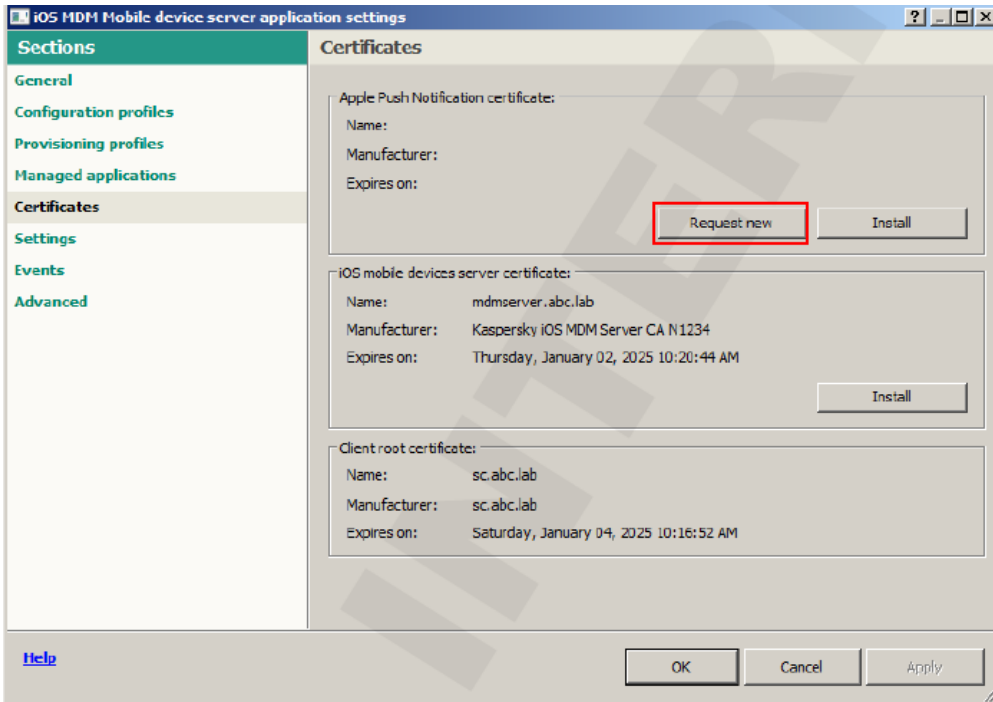 iOS MDM Mobile device server application settings
Sections
General
Configuration profiles
Provisioning profiles
Managed applications
Certificates
Settings
Events
Advanced
Help
Certificates
Apple Push Notification certificate:
Name:
Manufacturer:
Expires on:
Request new Install
iOS mobile devices server certificate:
Name: mdmserver.abc.lab
Manufacturer: Kaspersky iOS MDM Server CA N1234
Expires on: Thursday, January 02, 2025 10:20:44 AM
Install
Client root certificate:
Name: sc.abc.lab
Manufacturer: sc.abc.lab
Expires on: Saturday, January 04, 2025 10:16:52 AM
OK Cancel Apply
INTER